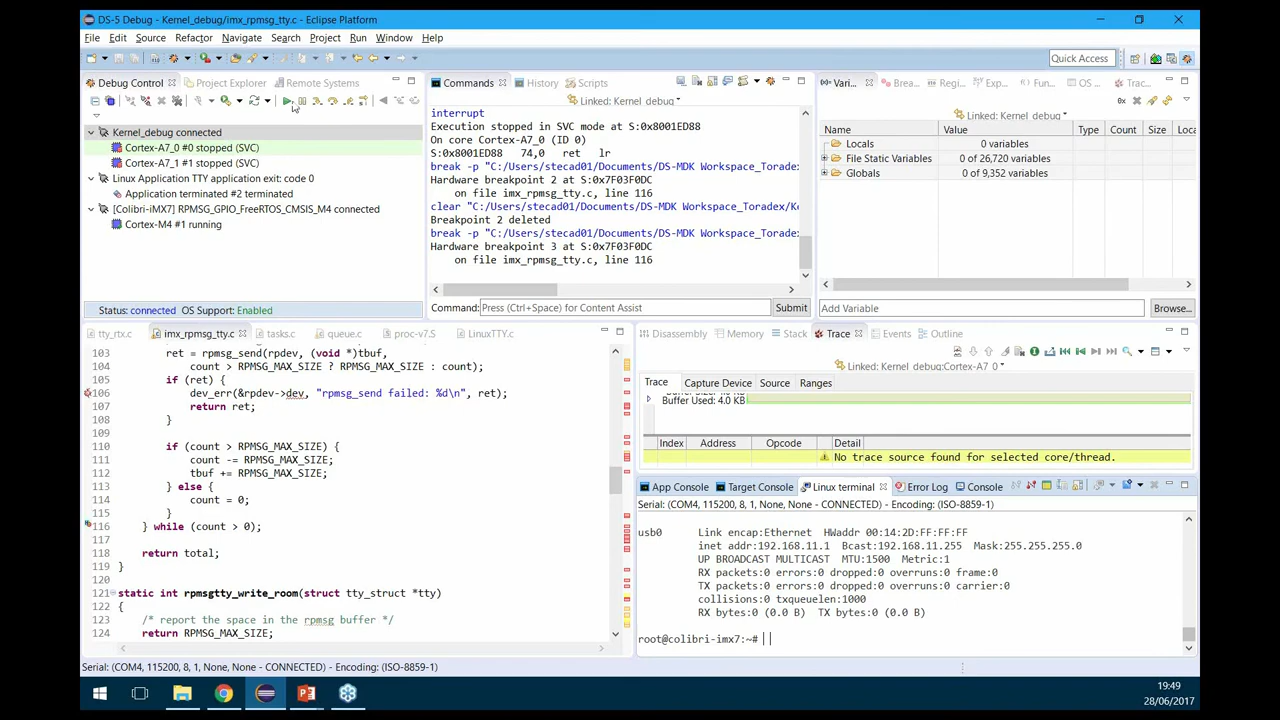 DS-5 Debug - Kernel_debug/imx_rpmsg_tty.c - Eclipse Platform
File Edit Source Refactor Navigate Search Project Run Window Help
Quick Access
Debug Control Project Explorer Remote Systems
Kernel_debug connected
Cortex-A7_0 #0 stopped (SVC)
Cortex-A7_1 #1 stopped (SVC)
Linux Application TTY application exit: code 0
Application terminated #2 terminated
[Colibri-iMX7] RPMSG_GPIO_FreeRTOS_CMSIS_M4 connected
Cortex-M4 #1 running
Status: connected OS Support: Enabled
Commands History Scripts
Linked: Kernel_debug
interrupt
Execution stopped in SVC mode at S:0x8001ED88
On core Cortex-A7_0 (ID 0)
S:0x8001ED88 74,0 ret lr
break -p "C:/Users/stecad01/Documents/DS-MDK Workspace_Toradex/
Hardware breakpoint 2 at S:0x7F03F0DC
on file imx_rpmsg_tty.c, line 116
clear "C:/Users/stecad01/Documents/DS-MDK Workspace_Toradex/Ke
Breakpoint 2 deleted
break -p "C:/Users/stecad01/Documents/DS-MDK Workspace_Toradex/
Hardware breakpoint 3 at S:0x7F03F0DC
on file imx_rpmsg_tty.c, line 116
Command: Press (Ctrl+Space) for Content Assist Submit
Vari... Brea... Regi... Exp... Fun... OS ... Trac...
Linked: Kernel_debug
Name Value Type Count Size Loca
Locals 0 variables
File Static Variables 0 of 26,720 variables
Globals 0 of 9,352 variables
Add Variable Browse...
tty_rtx.c imx_rpmsg_tty.c tasks.c queue.c proc-v7.S LinuxTTY.c
103 ret = rpmsg_send(rpdev, (void *)tbuf,
104 count > RPMSG_MAX_SIZE ? RPMSG_MAX_SIZE : count);
105 if (ret) {
106 dev_err(&rpdev->dev, "rpmsg_send failed: %d\n", ret);
107 return ret;
108 }
109
110 if (count > RPMSG_MAX_SIZE) {
111 count -= RPMSG_MAX_SIZE;
112 tbuf += RPMSG_MAX_SIZE;
113 } else {
114 count = 0;
115 }
116 } while (count > 0);
117
118 return total;
119 }
120
121 static int rpmsgtty_write_room(struct tty_struct *tty)
122 {
123 /* report the space in the rpmsg buffer */
124 return RPMSG_MAX_SIZE;
Disassembly Memory Stack Trace Events Outline
Linked: Kernel_debug:Cortex-A7_0
Trace Capture Device Source Ranges
Buffer Used: 4.0 KB
Index Address Opcode Detail
No trace source found for selected core/thread.
App Console Target Console Linux terminal Error Log Console
Serial: (COM4, 115200, 8, 1, None, None - CONNECTED) - Encoding: (ISO-8859-1)
usb0 Link encap:Ethernet HWaddr 00:14:2D:FF:FF:FF
inet addr:192.168.11.1 Bcast:192.168.11.255 Mask:255.255.255.0
UP BROADCAST MULTICAST MTU:1500 Metric:1
RX packets:0 errors:0 dropped:0 overruns:0 frame:0
TX packets:0 errors:0 dropped:0 overruns:0 carrier:0
collisions:0 txqueuelen:1000
RX bytes:0 (0.0 B) TX bytes:0 (0.0 B)
root@colibri-imx7:~#
Serial: (COM4, 115200, 8, 1, None, None - CONNECTED) - Encoding: (ISO-8859-1)
19:49
28/06/2017